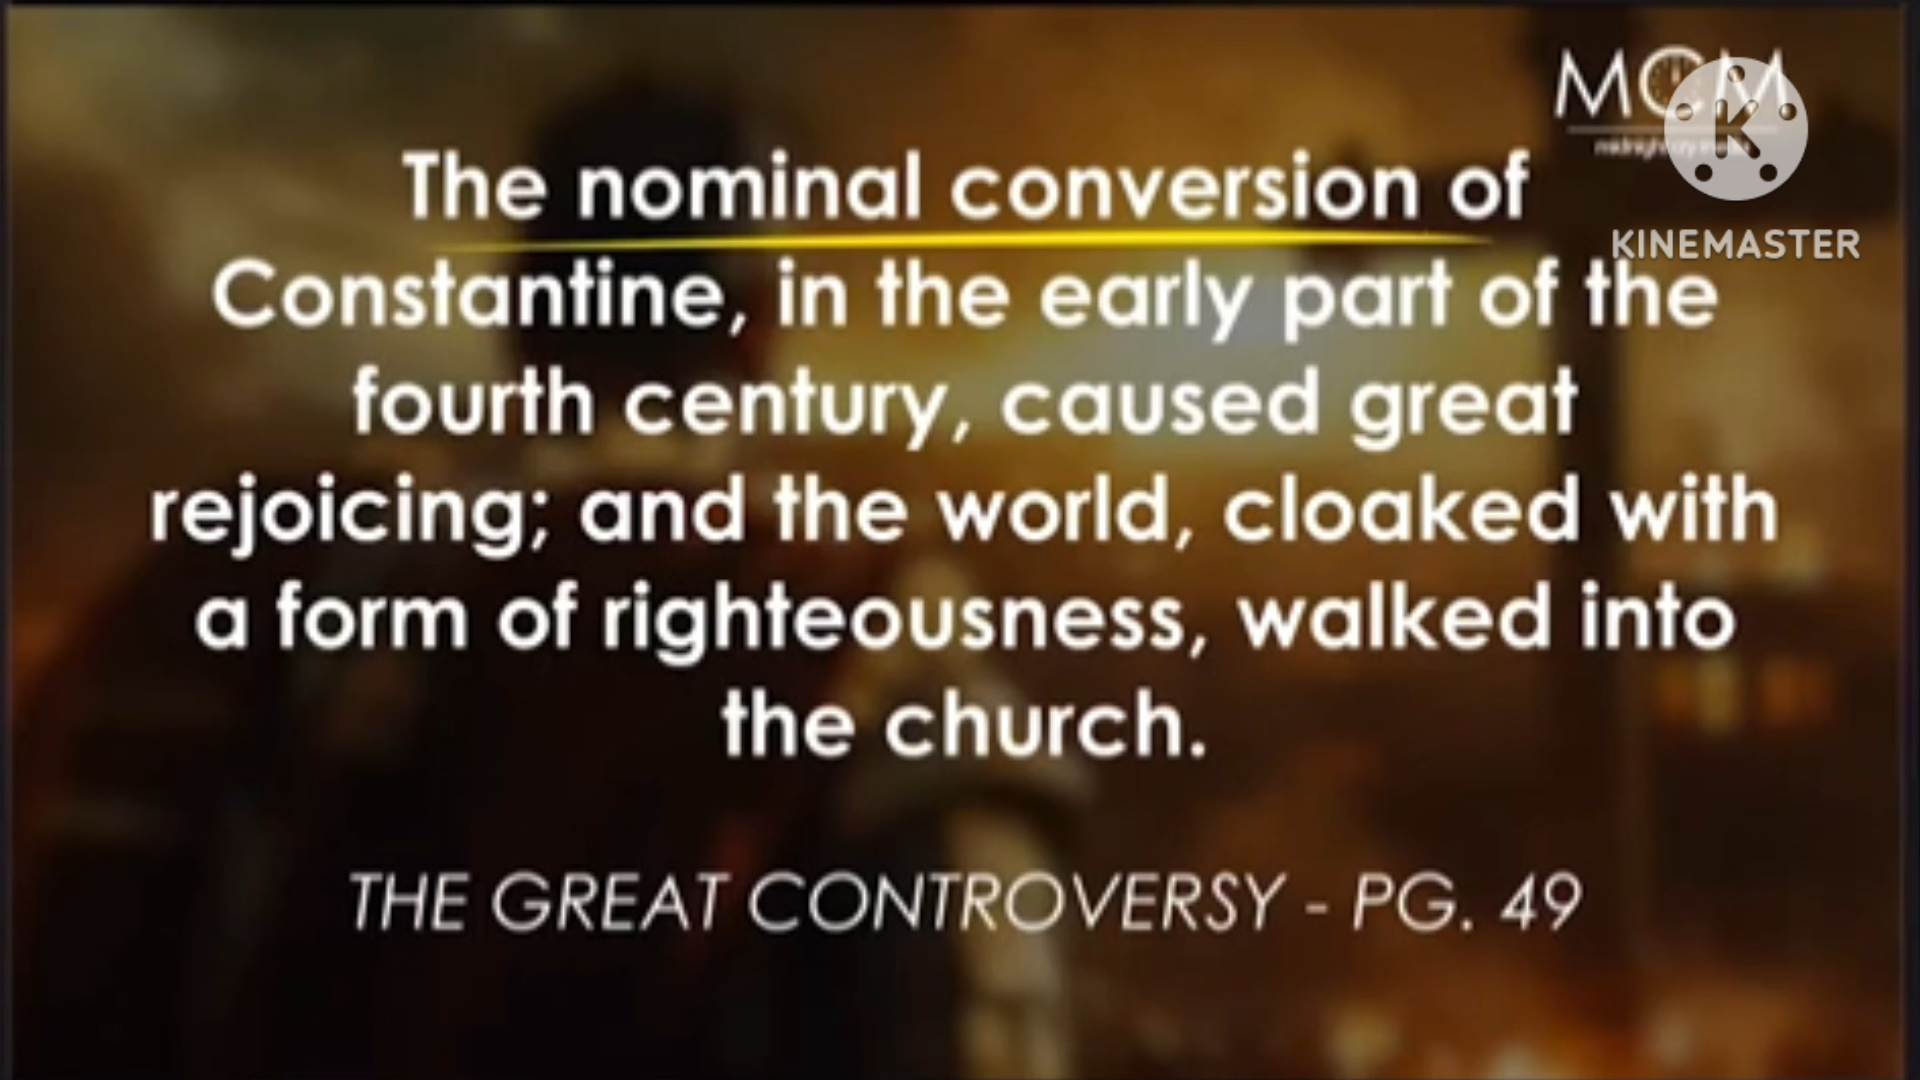 MCM
The nominal conversion of
KINEMASTER
Constantine, in the early part of the
fourth century, caused great
rejoicing; and the world, cloaked with
a form of righteousness, walked into
the church.
THE GREAT CONTROVERSY - PG. 49